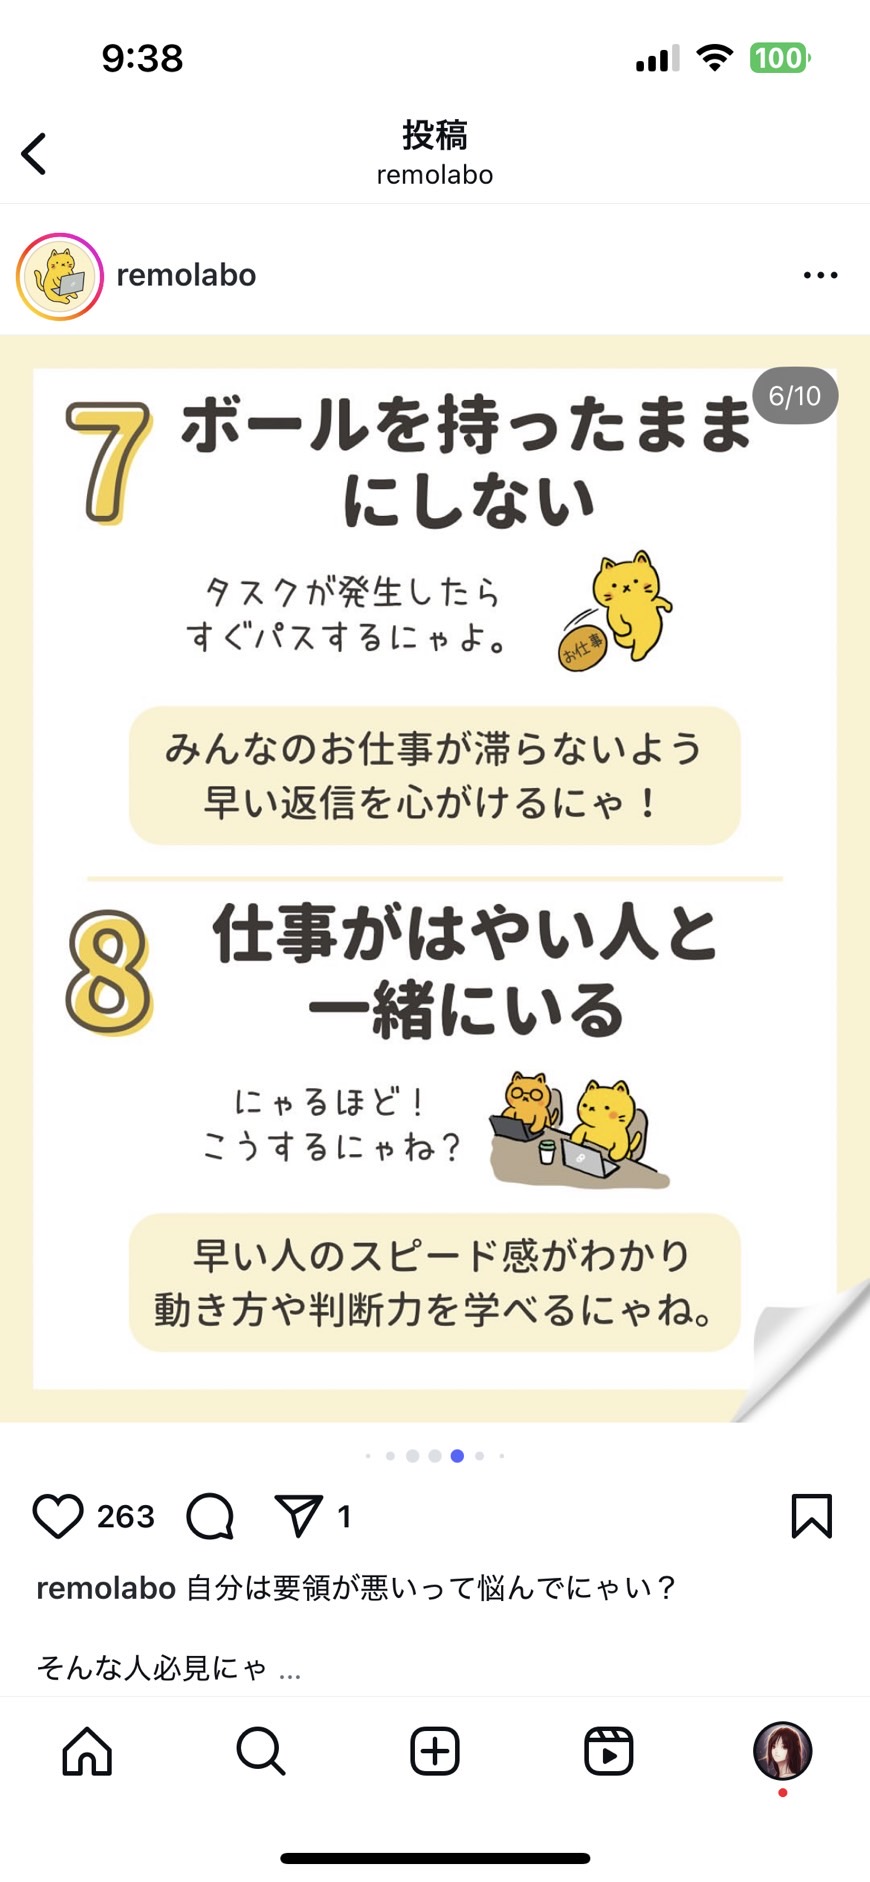 9:38
100
投稿
remolabo
remolabo
6/10
7 ボールを持ったまま
にしない
タスクが発生したら
すぐパスするにゃよ。
お仕事
みんなのお仕事が滞らないよう
早い返信を心がけるにゃ！
8 仕事がはやい人と
一緒にいる
にゃるほど！
こうするにゃね？
早い人のスピード感がわかり
動き方や判断力を学べるにゃね。
263 1
remolabo 自分は要領が悪いって悩んでにゃい？
そんな人必見にゃ ...